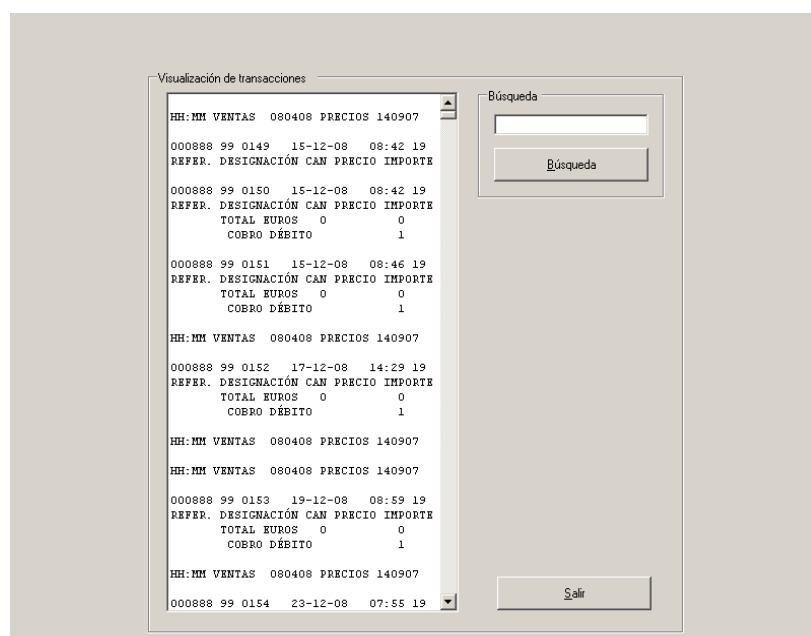 Visualización de transacciones
HH:MM VENTAS 080408 PRECIOS 140907
000888 99 0149 15-12-08 08:42 19
REFER. DESIGNACIÓN CAN PRECIO IMPORTE
000888 99 0150 15-12-08 08:42 19
REFER. DESIGNACIÓN CAN PRECIO IMPORTE
TOTAL EUROS 0 0
COBRO DÉBITO 1
000888 99 0151 15-12-08 08:46 19
REFER. DESIGNACIÓN CAN PRECIO IMPORTE
TOTAL EUROS 0 0
COBRO DÉBITO 1
HH:MM VENTAS 080408 PRECIOS 140907
000888 99 0152 17-12-08 14:29 19
REFER. DESIGNACIÓN CAN PRECIO IMPORTE
TOTAL EUROS 0 0
COBRO DÉBITO 1
HH:MM VENTAS 080408 PRECIOS 140907
HH:MM VENTAS 080408 PRECIOS 140907
000888 99 0153 19-12-08 08:59 19
REFER. DESIGNACIÓN CAN PRECIO IMPORTE
TOTAL EUROS 0 0
COBRO DÉBITO 1
HH:MM VENTAS 080408 PRECIOS 140907
000888 99 0154 23-12-08 07:55 19
Búsqueda
Búsqueda
Salir